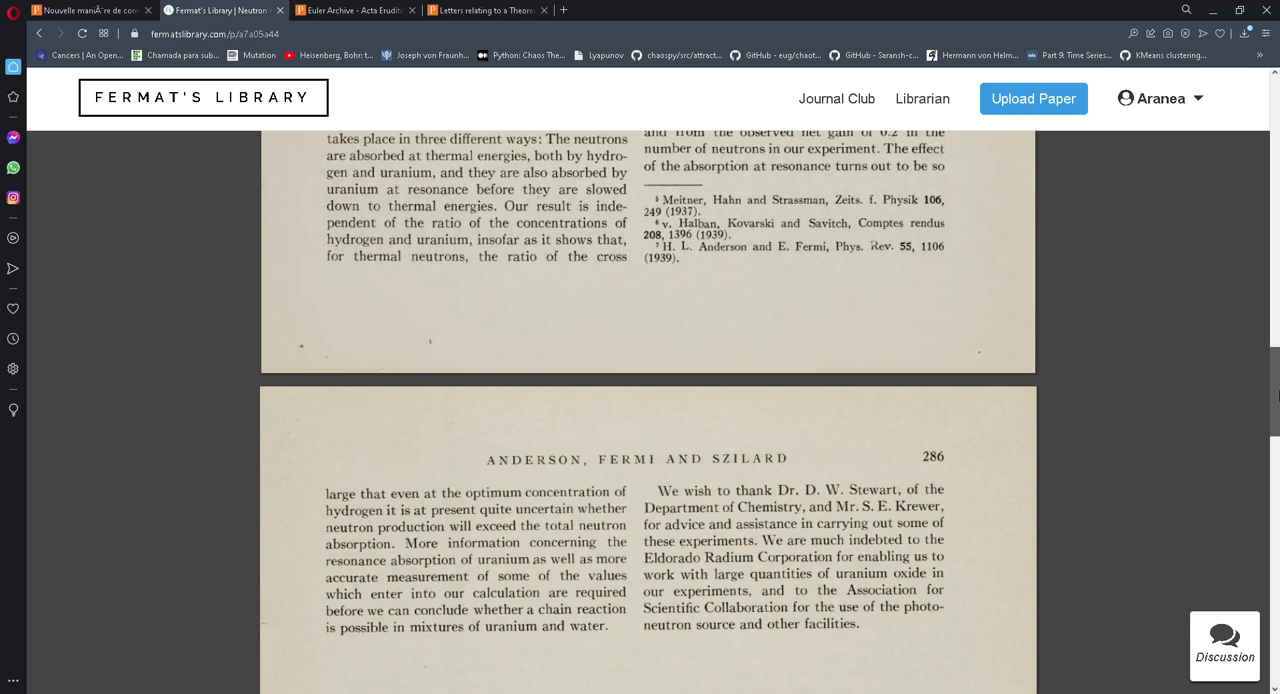 Nouvelle maniÃ¨re de com
Fermat's Library | Neutron
Euler Archive - Acta Erudit
Letters relating to a Theore
fermatslibrary.com/p/a7a05a44
Cancers | An Open...
Chamada para sub...
Mutation
Heisenberg, Bohr: t...
Joseph von Fraunh...
Python: Chaos The...
Lyapunov
chaospy/src/attract...
GitHub - eug/chaot...
GitHub - Saransh-c...
Hermann von Helm...
Part 9: Time Series...
KMeans clustering...
FERMAT'S LIBRARY
Journal Club
Librarian
Upload Paper
Aranea
takes place in three different ways: The neutrons
are absorbed at thermal energies, both by hydro-
gen and uranium, and they are also absorbed by
uranium at resonance before they are slowed
down to thermal energies. Our result is inde-
pendent of the ratio of the concentrations of
hydrogen and uranium, insofar as it shows that,
for thermal neutrons, the ratio of the cross
and from the observed net gain of 0.2 in the
number of neutrons in our experiment. The effect
of the absorption at resonance turns out to be so
⁵ Meitner, Hahn and Strassman, Zeits. f. Physik 106,
249 (1937).
⁶ v. Halban, Kovarski and Savitch, Comptes rendus
208, 1396 (1939).
⁷ H. L. Anderson and E. Fermi, Phys. Rev. 55, 1106
(1939).
ANDERSON, FERMI AND SZILARD
286
large that even at the optimum concentration of
hydrogen it is at present quite uncertain whether
neutron production will exceed the total neutron
absorption. More information concerning the
resonance absorption of uranium as well as more
accurate measurement of some of the values
which enter into our calculation are required
before we can conclude whether a chain reaction
is possible in mixtures of uranium and water.
We wish to thank Dr. D. W. Stewart, of the
Department of Chemistry, and Mr. S. E. Krewer,
for advice and assistance in carrying out some of
these experiments. We are much indebted to the
Eldorado Radium Corporation for enabling us to
work with large quantities of uranium oxide in
our experiments, and to the Association for
Scientific Collaboration for the use of the photo-
neutron source and other facilities.
Discussion